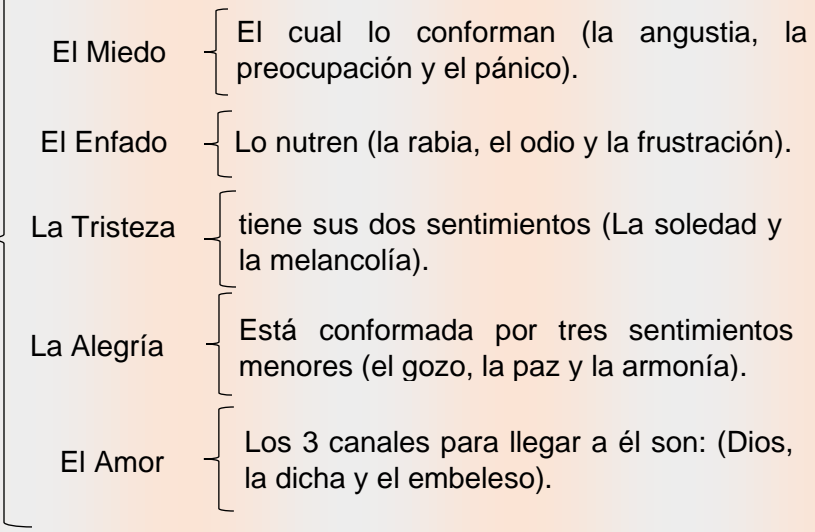 El Miedo
El cual lo conforman (la angustia, la
preocupación y el pánico).
El Enfado
Lo nutren (la rabia, el odio y la frustración).
La Tristeza
tiene sus dos sentimientos (La soledad y
la melancolía).
La Alegría
Está conformada por tres sentimientos
menores (el gozo, la paz y la armonía).
El Amor
Los 3 canales para llegar a él son: (Dios,
la dicha y el embeleso).